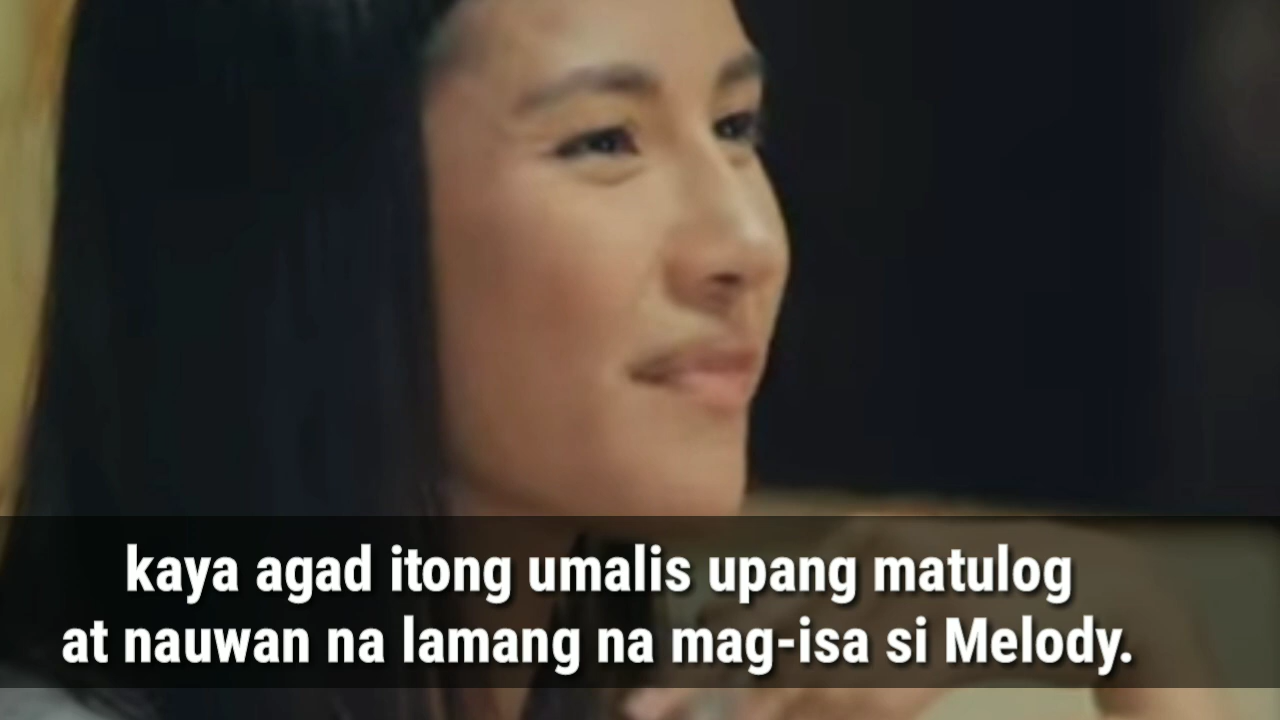 kaya agad itong umalis upang matulog
at nauwan na lamang na mag-isa si Melody.